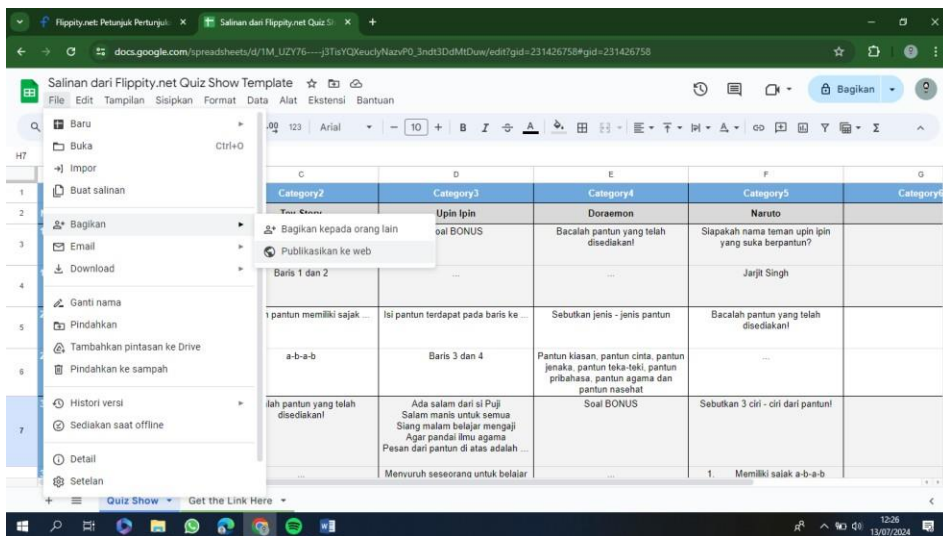 Flippity.net: Petunjuk Pertunjuk
Salinan dari Flippity.net Quiz S
docs.google.com/spreadsheets/d/1M_UZY76----j3TisYQXeuclyNazvP0_3ndt3DdMtDuw/edit?gid=231426758#gid=231426758
Salinan dari Flippity.net Quiz Show Template
File Edit Tampilan Sisipkan Format Data Alat Ekstensi Bantuan
Bagikan
.00 123 Arial 10 B I A
H7
C D E F G
1 Category2 Category3 Category4 Category5 Category6
2 Toy Story Upin Ipin Doraemon Naruto
3 oal BONUS
Bacalah pantun yang telah
disediakan!
Siapakah nama teman upin ipin
yang suka berpantun?
4 Baris 1 dan 2 ... ... Jarjit Singh
5 pantun memiliki sajak ... Isi pantun terdapat pada baris ke ... Sebutkan jenis - jenis pantun
Bacalah pantun yang telah
disediakan!
6 a-b-a-b Baris 3 dan 4
Pantun kiasan, pantun cinta, pantun
jenaka, pantun teka-teki, pantun
pribahasa, pantun agama dan
pantun nasehat
...
7 lah pantun yang telah
disediakan!
Ada salam dari si Puji
Salam manis untuk semua
Siang malam belajar mengaji
Agar pandai ilmu agama
Pesan dari pantun di atas adalah ...
Soal BONUS
Sebutkan 3 ciri - ciri dari pantun!
... Menyuruh seseorang untuk belajar ... 1. Memiliki sajak a-b-a-b
Baru
Buka Ctrl+O
Impor
Buat salinan
Bagikan
Email
Download
Ganti nama
Pindahkan
Tambahkan pintasan ke Drive
Pindahkan ke sampah
Histori versi
Sediakan saat offline
Detail
Setelan
Bagikan kepada orang lain
Publikasikan ke web
Quiz Show Get the Link Here
12:26
13/07/2024